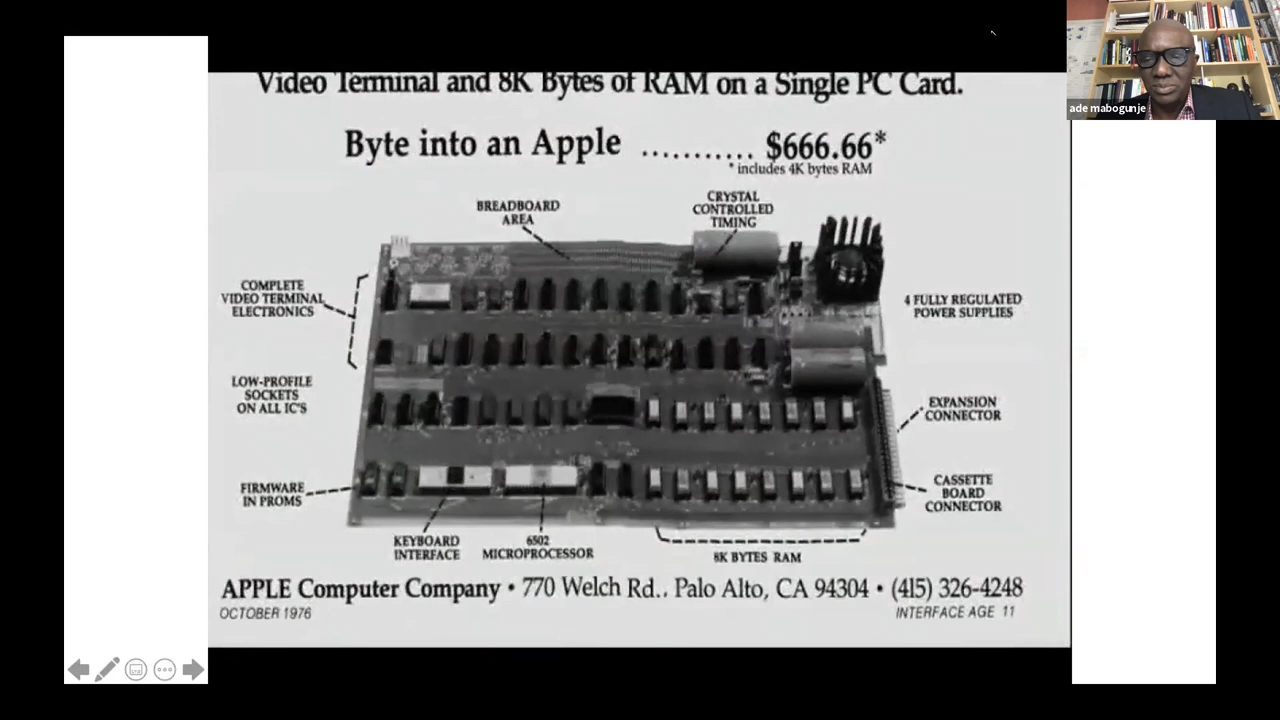 ade mabogunje
Video Terminal and 8K Bytes of RAM on a Single PC Card.
Byte into an Apple ........... $666.66*
* includes 4K bytes RAM
BREADBOARD
AREA
CRYSTAL
CONTROLLED
TIMING
COMPLETE
VIDEO TERMINAL
ELECTRONICS
4 FULLY REGULATED
POWER SUPPLIES
LOW-PROFILE
SOCKETS
ON ALL IC'S
EXPANSION
CONNECTOR
FIRMWARE
IN PROMS
CASSETTE
BOARD
CONNECTOR
KEYBOARD
INTERFACE
6502
MICROPROCESSOR
8K BYTES RAM
APPLE Computer Company • 770 Welch Rd., Palo Alto, CA 94304 • (415) 326-4248
OCTOBER 1976
INTERFACE AGE 11